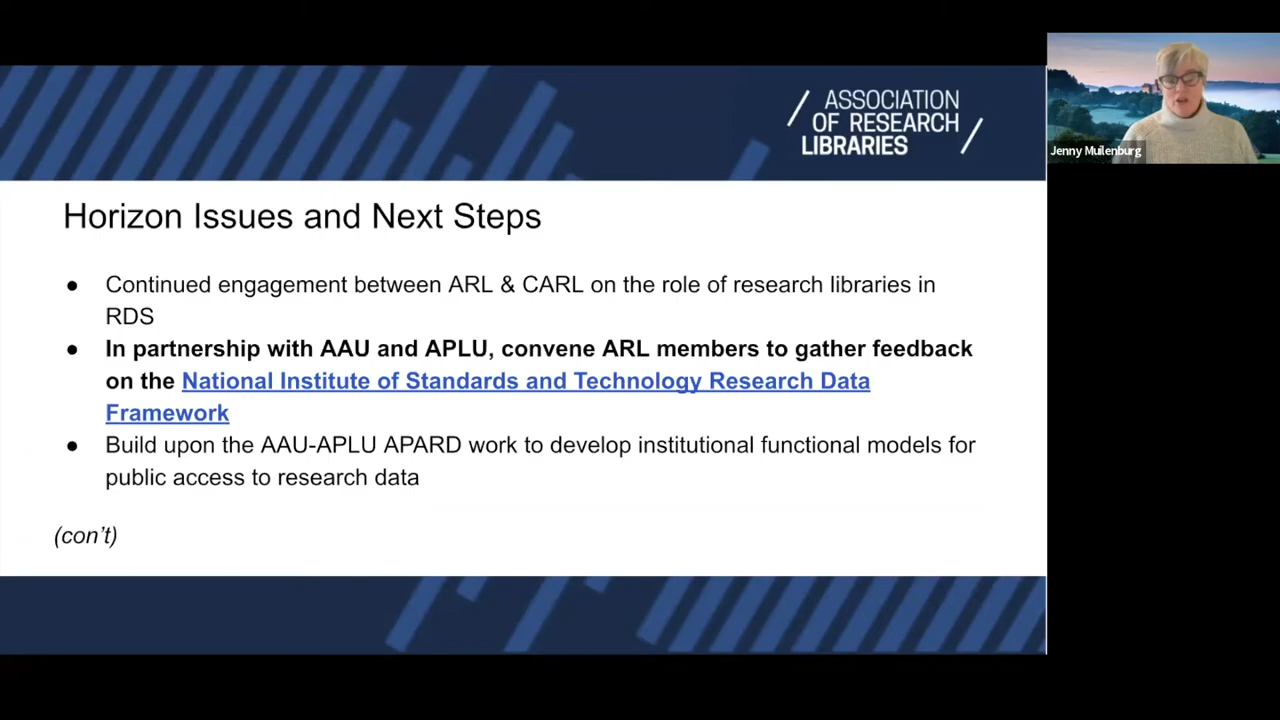 ASSOCIATION
OF RESEARCH
LIBRARIES
Jenny Muilenburg
Horizon Issues and Next Steps
● Continued engagement between ARL & CARL on the role of research libraries in
RDS
● In partnership with AAU and APLU, convene ARL members to gather feedback
on the National Institute of Standards and Technology Research Data
Framework
● Build upon the AAU-APLU APARD work to develop institutional functional models for
public access to research data
(con’t)